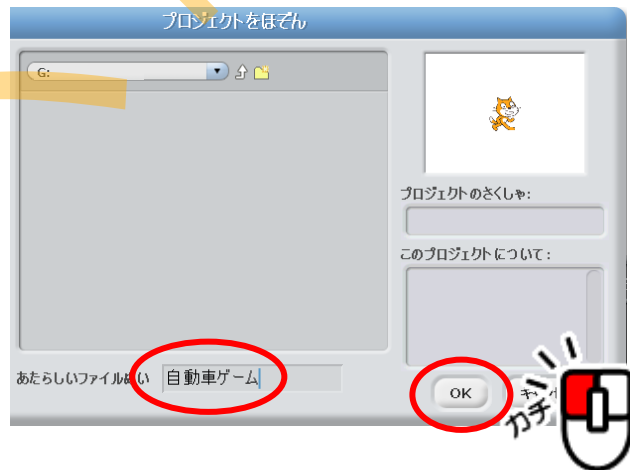 プロジェクトをほぞん
G:
プロジェクトのさくしゃ:
このプロジェクトについて:
あたらしいファイルめい 自動車ゲーム
OK
カチッ